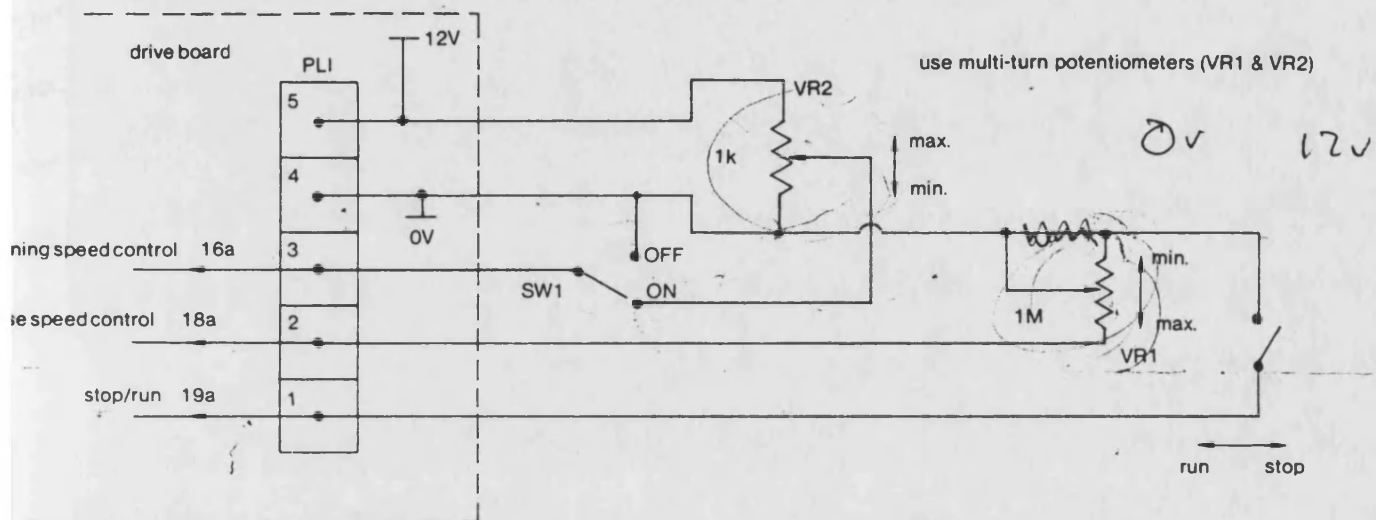 drive board
12V
PLI
use multi-turn potentiometers (VR1 & VR2)
5
VR2
0v 12v
1k
max.
min.
4
0V
3
ning speed control 16a
OFF
SW1
ON
min.
1M
max.
VR1
2
se speed control 18a
1
stop/run 19a
run stop